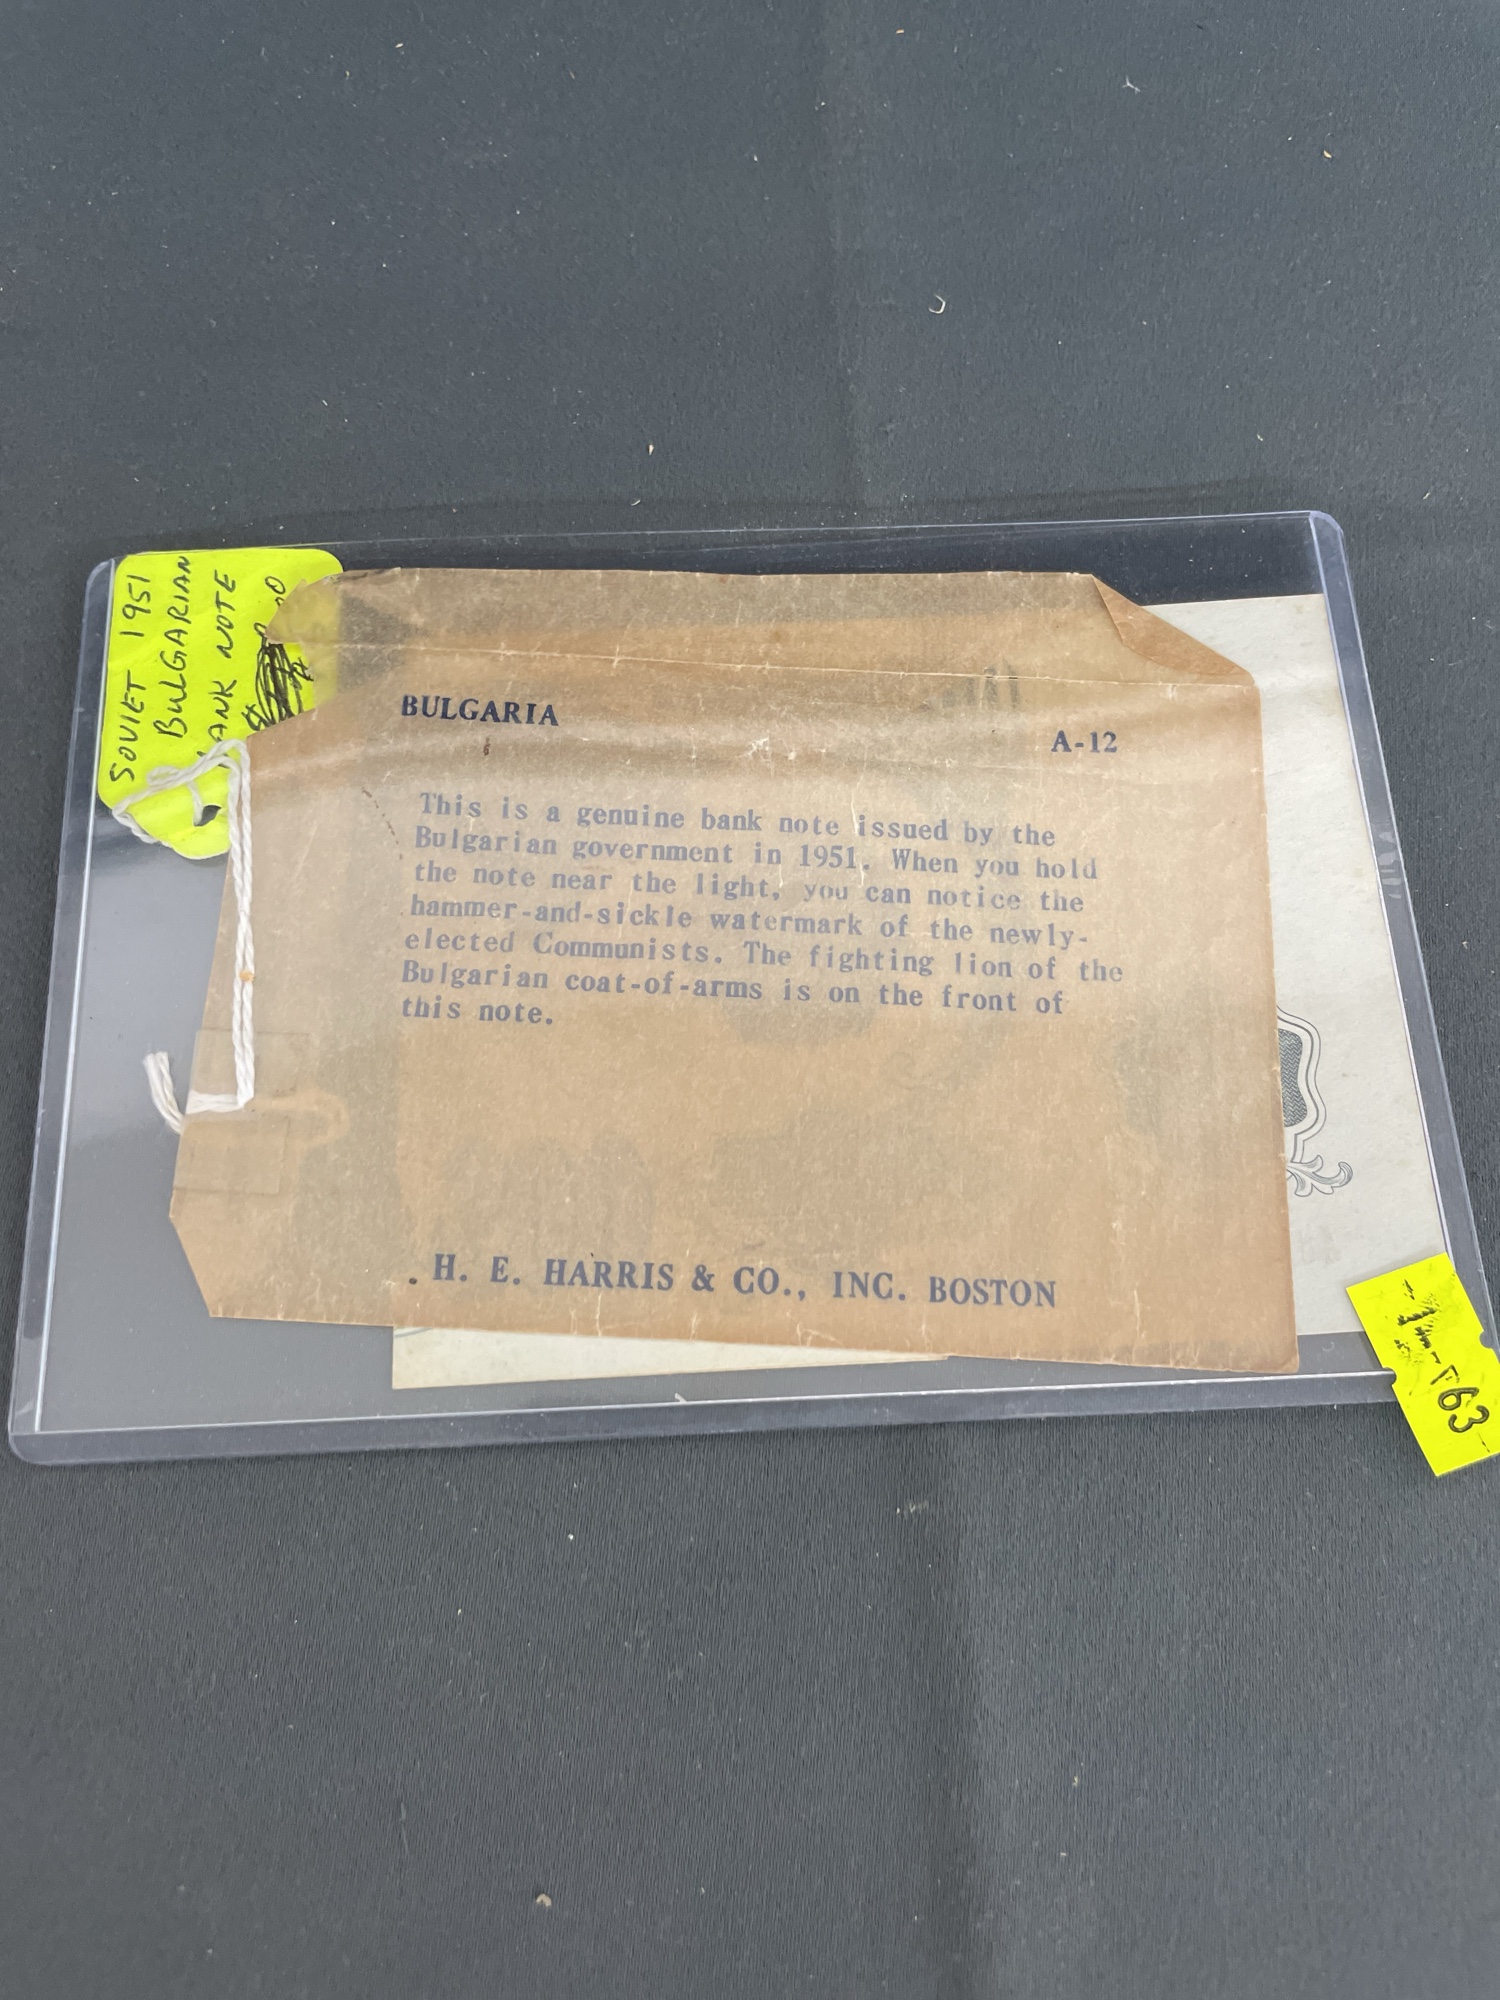 SOVIET 1951
BULGARIAN
BANK NOTE
BULGARIA
A-12
This is a genuine bank note issued by the
Bulgarian government in 1951. When you hold
the note near the light, you can notice the
hammer-and-sickle watermark of the newly-
elected Communists. The fighting lion of the
Bulgarian coat-of-arms is on the front of
this note.
H. E. HARRIS & CO., INC. BOSTON
63